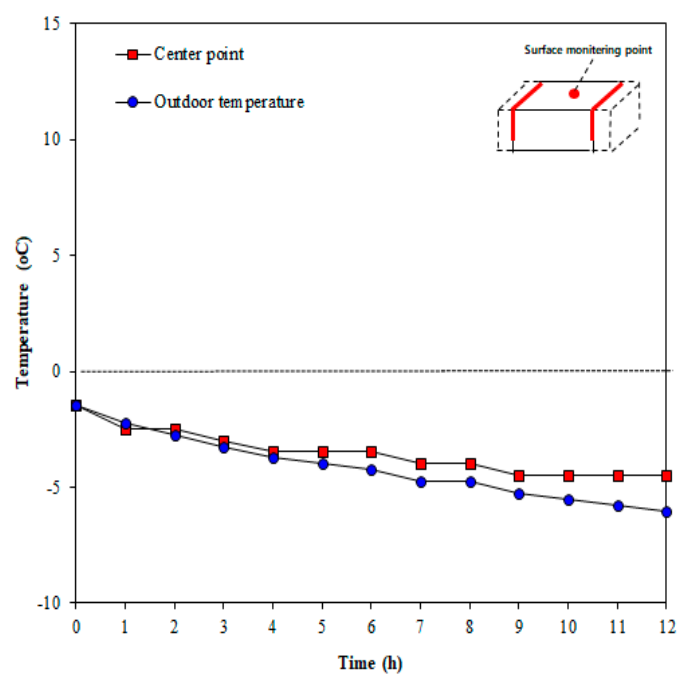 15
10
5
0
-5
-10
Temperature (oC)
Center point
Outdoor temperature
Surface monitering point
0 1 2 3 4 5 6 7 8 9 10 11 12
Time (h)